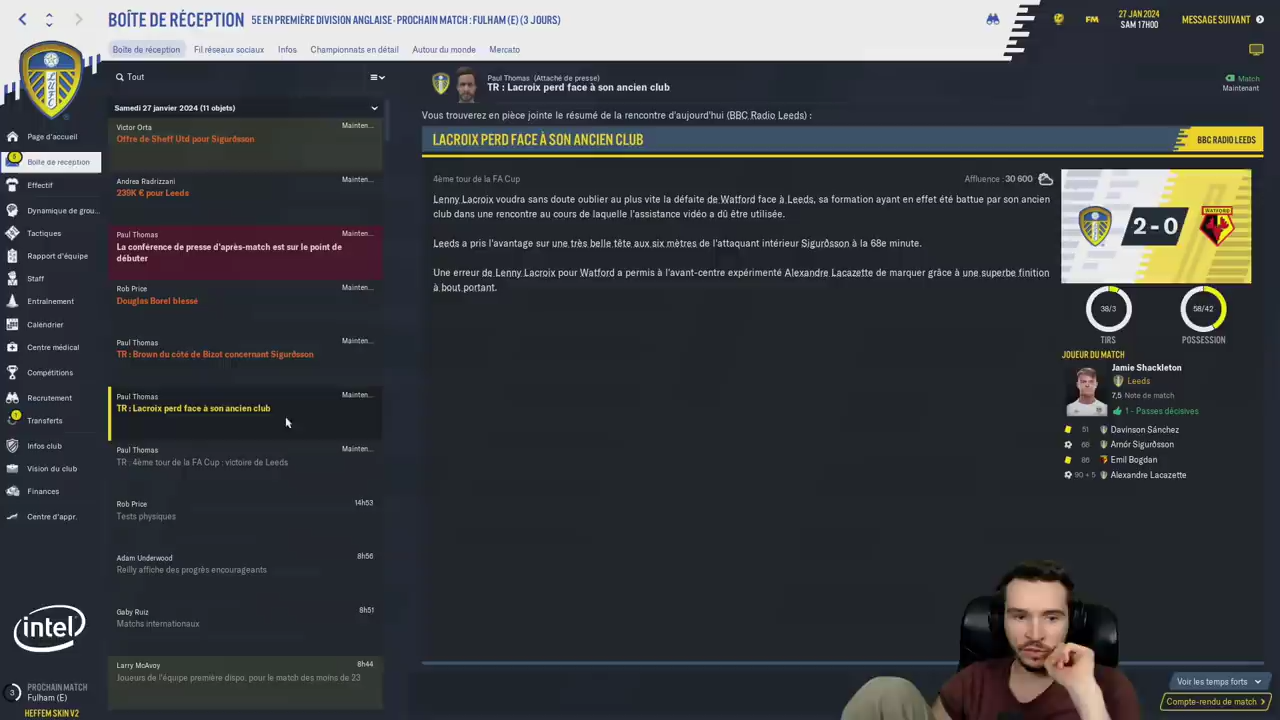 BOÎTE DE RÉCEPTION
5E EN PREMIÈRE DIVISION ANGLAISE - PROCHAIN MATCH : FULHAM (E) (3 JOURS)
FM
27 JAN 2024
SAM 17H00
MESSAGE SUIVANT
Boîte de réception
Fil réseaux sociaux
Infos
Championnats en détail
Autour du monde
Mercato
Page d'accueil
Boîte de réception
Effectif
Dynamique de grou...
Tactiques
Rapport d'équipe
Staff
Entraînement
Calendrier
Centre médical
Compétitions
Recrutement
Transferts
Infos club
Vision du club
Finances
Centre d'appr.
intel
3
PROCHAIN MATCH
Fulham (E)
HEFFEM SKIN V2
Tout
Samedi 27 janvier 2024 (11 objets)
Victor Orta
Mainten...
Offre de Sheff Utd pour Sigurðsson
Andrea Radrizzani
Mainten...
239K € pour Leeds
Paul Thomas
Mainten...
La conférence de presse d'après-match est sur le point de
débuter
Rob Price
Mainten...
Douglas Borel blessé
Paul Thomas
Mainten...
TR : Brown du côté de Bizot concernant Sigurðsson
Paul Thomas
Mainten...
TR : Lacroix perd face à son ancien club
Paul Thomas
Mainten...
TR : 4ème tour de la FA Cup : victoire de Leeds
Rob Price
14h53
Tests physiques
Adam Underwood
8h56
Reilly affiche des progrès encourageants
Gaby Ruiz
8h51
Matchs internationaux
Larry McAvoy
8h44
Joueurs de l'équipe première dispo. pour le match des moins de 23
Paul Thomas (Attaché de presse)
TR : Lacroix perd face à son ancien club
Match
Maintenant
Vous trouverez en pièce jointe le résumé de la rencontre d'aujourd'hui (BBC Radio Leeds) :
LACROIX PERD FACE À SON ANCIEN CLUB
BBC RADIO LEEDS
4ème tour de la FA Cup
Affluence : 30 600
Lenny Lacroix voudra sans doute oublier au plus vite la défaite de Watford face à Leeds, sa formation ayant en effet été battue par son ancien
club dans une rencontre au cours de laquelle l'assistance vidéo a dû être utilisée.
Leeds a pris l'avantage sur une très belle tête aux six mètres de l'attaquant intérieur Sigurðsson à la 68e minute.
Une erreur de Lenny Lacroix pour Watford a permis à l'avant-centre expérimenté Alexandre Lacazette de marquer grâce à une superbe finition
à bout portant.
2-0
WATFORD
38/3
58/42
TIRS
POSSESSION
JOUEUR DU MATCH
Jamie Shackleton
Leeds
7,5 Note de match
1 - Passes décisives
51 Davinson Sánchez
68 Arnór Sigurðsson
86 Emil Bogdan
90 + 5 Alexandre Lacazette
Voir les temps forts
Compte-rendu de match